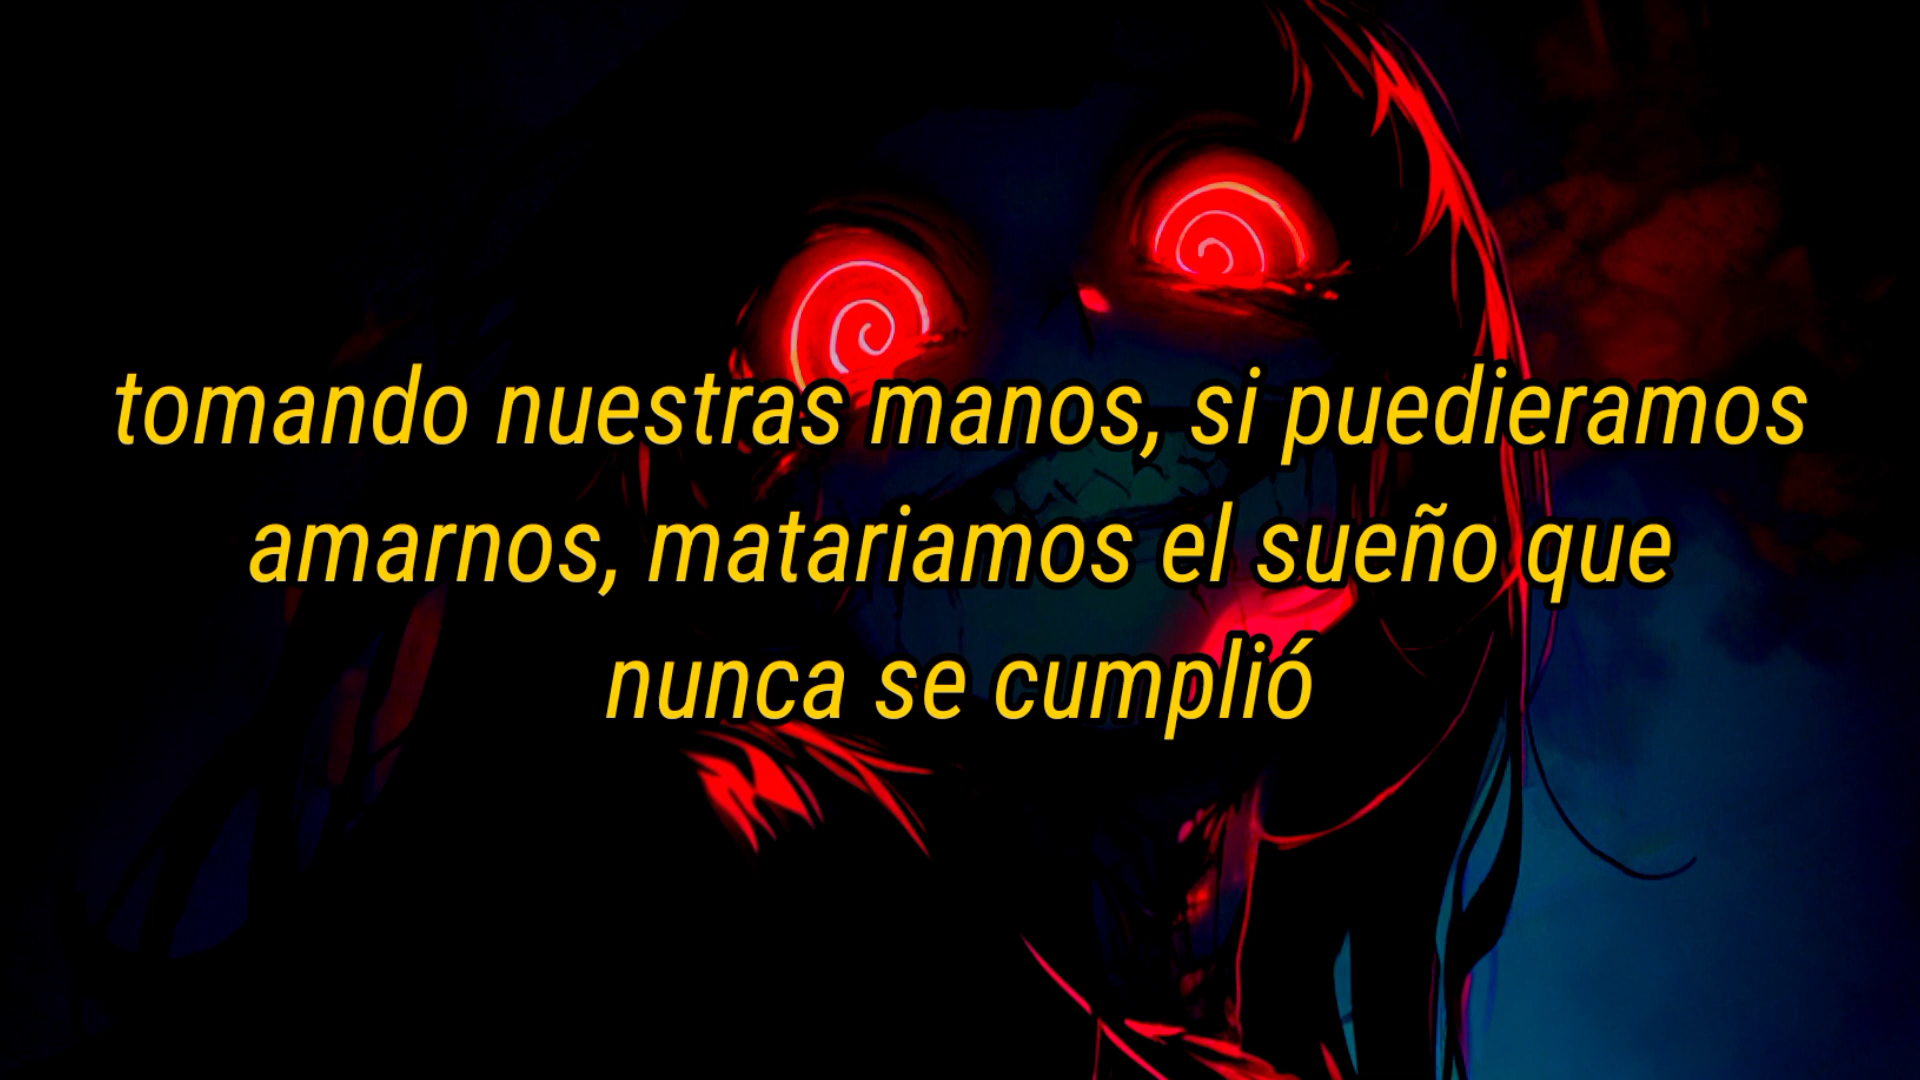 tomando nuestras manos, si puedieramos
amarnos, matariamos el sueño que
nunca se cumplió